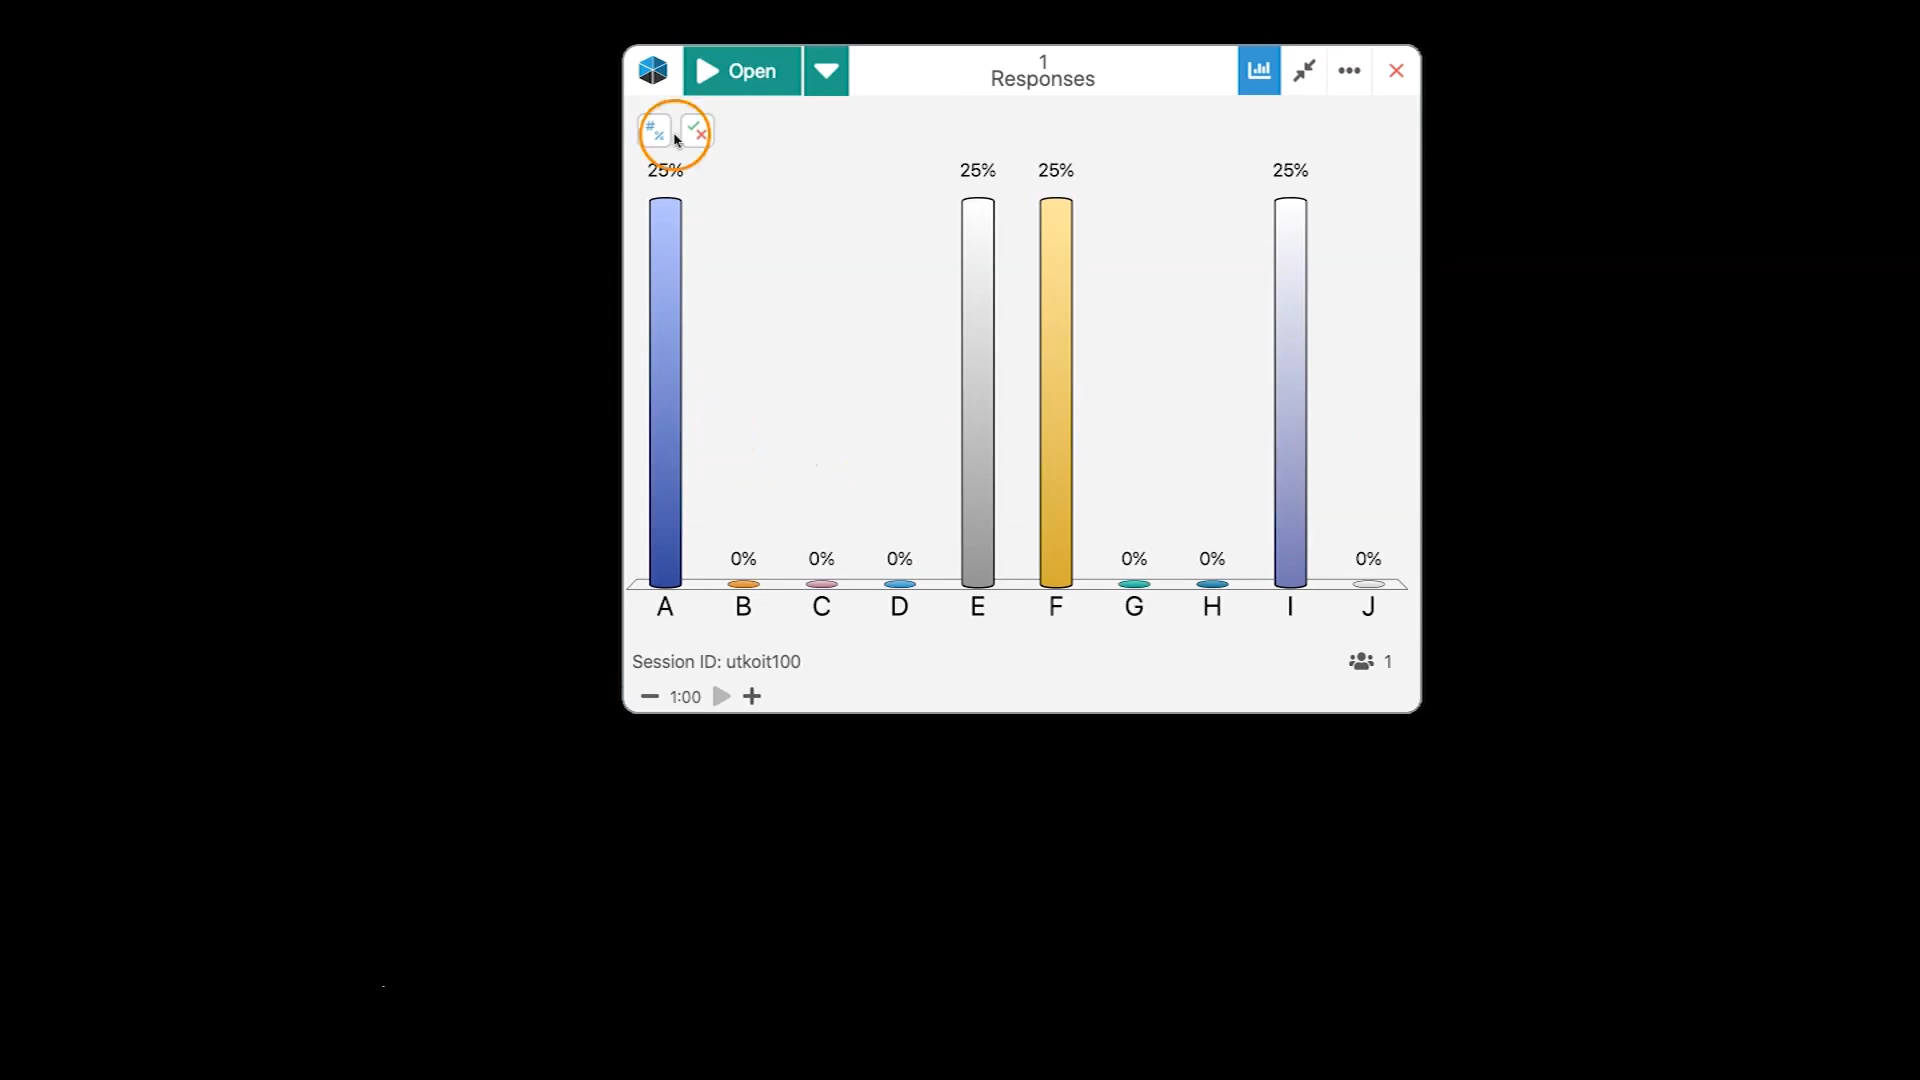 Open
1
Responses
# %
25% 25% 25% 25%
0% 0% 0% 0% 0% 0%
A B C D E F G H I J
Session ID: utkoit100
1
1:00